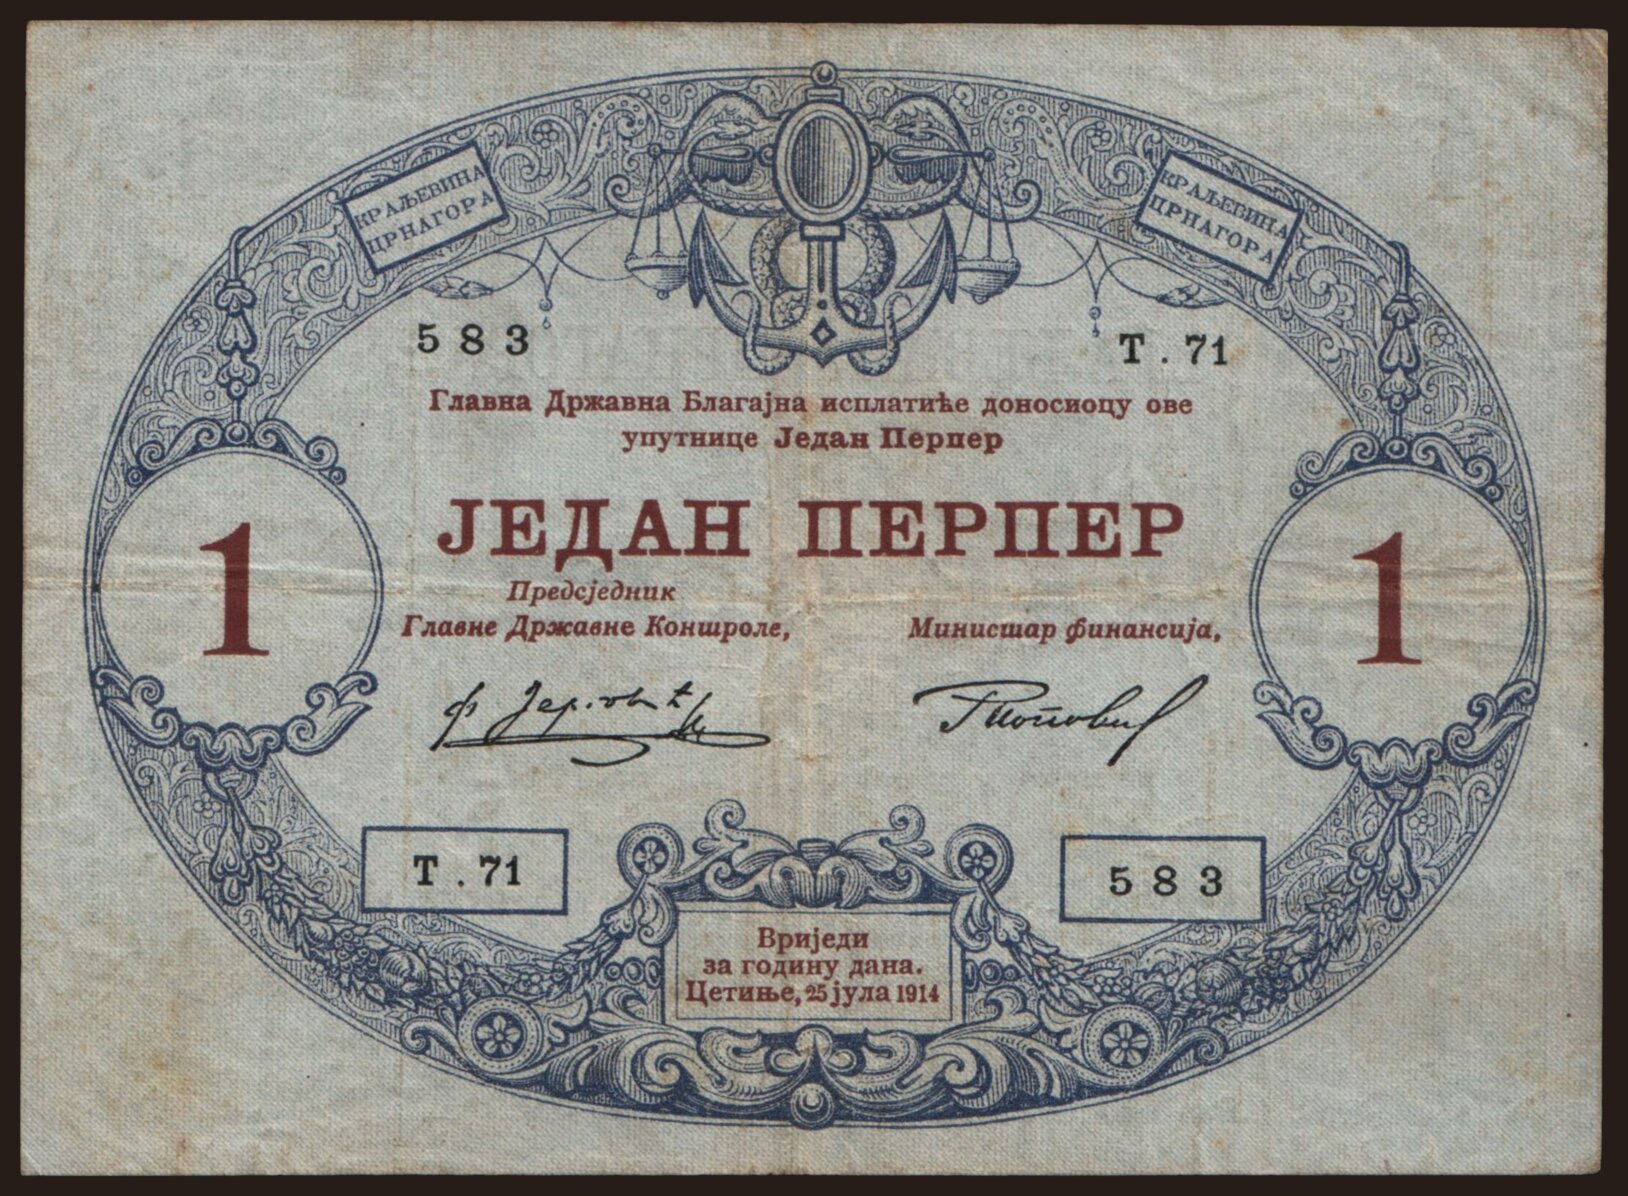 КРАЉЕВИНА
ЦРНАГОРА
КРАЉЕВИНА
ЦРНАГОРА
583
Т. 71
Главна Државна Благајна исплатиће доносиоцу ове
упутнице Један Перпер
ЈЕДАН ПЕРПЕР
1
1
Предсједник
Главне Државне Контроле,
Министар финансија,
Т. 71
583
Вриједи
за годину дана.
Цетиње, 25 јула 1914